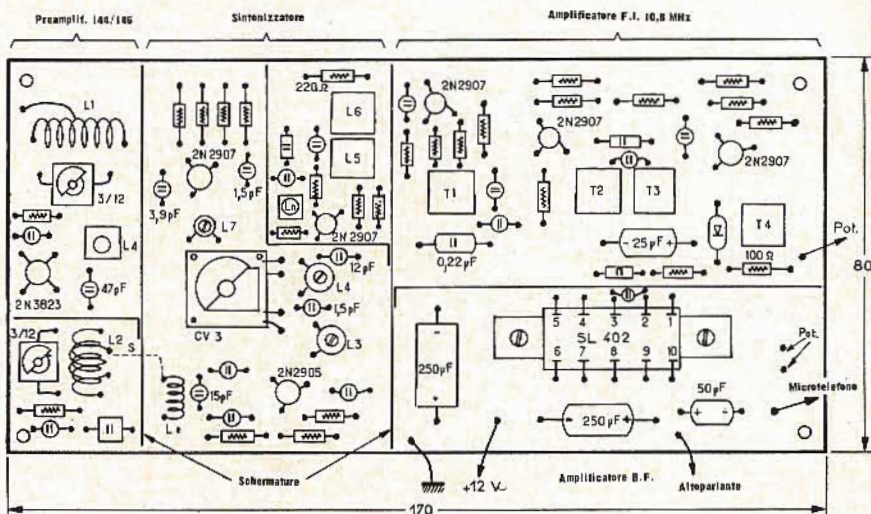 Preamplif. 144/146
Sintonizzatore
Amplificatore F.I. 10,8 MHz
L1
3/12
L4
2N3823
47pF
3/12
L2
S
2N2907
3,9pF
1,5pF
L7
CV 3
15pF
220Ω
L6
L5
Ln
2N2907
12pF
L4
1,5pF
L3
2N2905
Schermature
2N2907
T1
0,22µF
2N2907
T2
T3
-25µF+
2N2907
T4
100 Ω
Pot.
80
250µF
+
5 4 3 2 1
SL 402
6 7 8 9 10
- 250µF +
50µF
+ -
Pot.
Microtelefono
+12 V
Amplificatore B.F.
Altoparlante
170